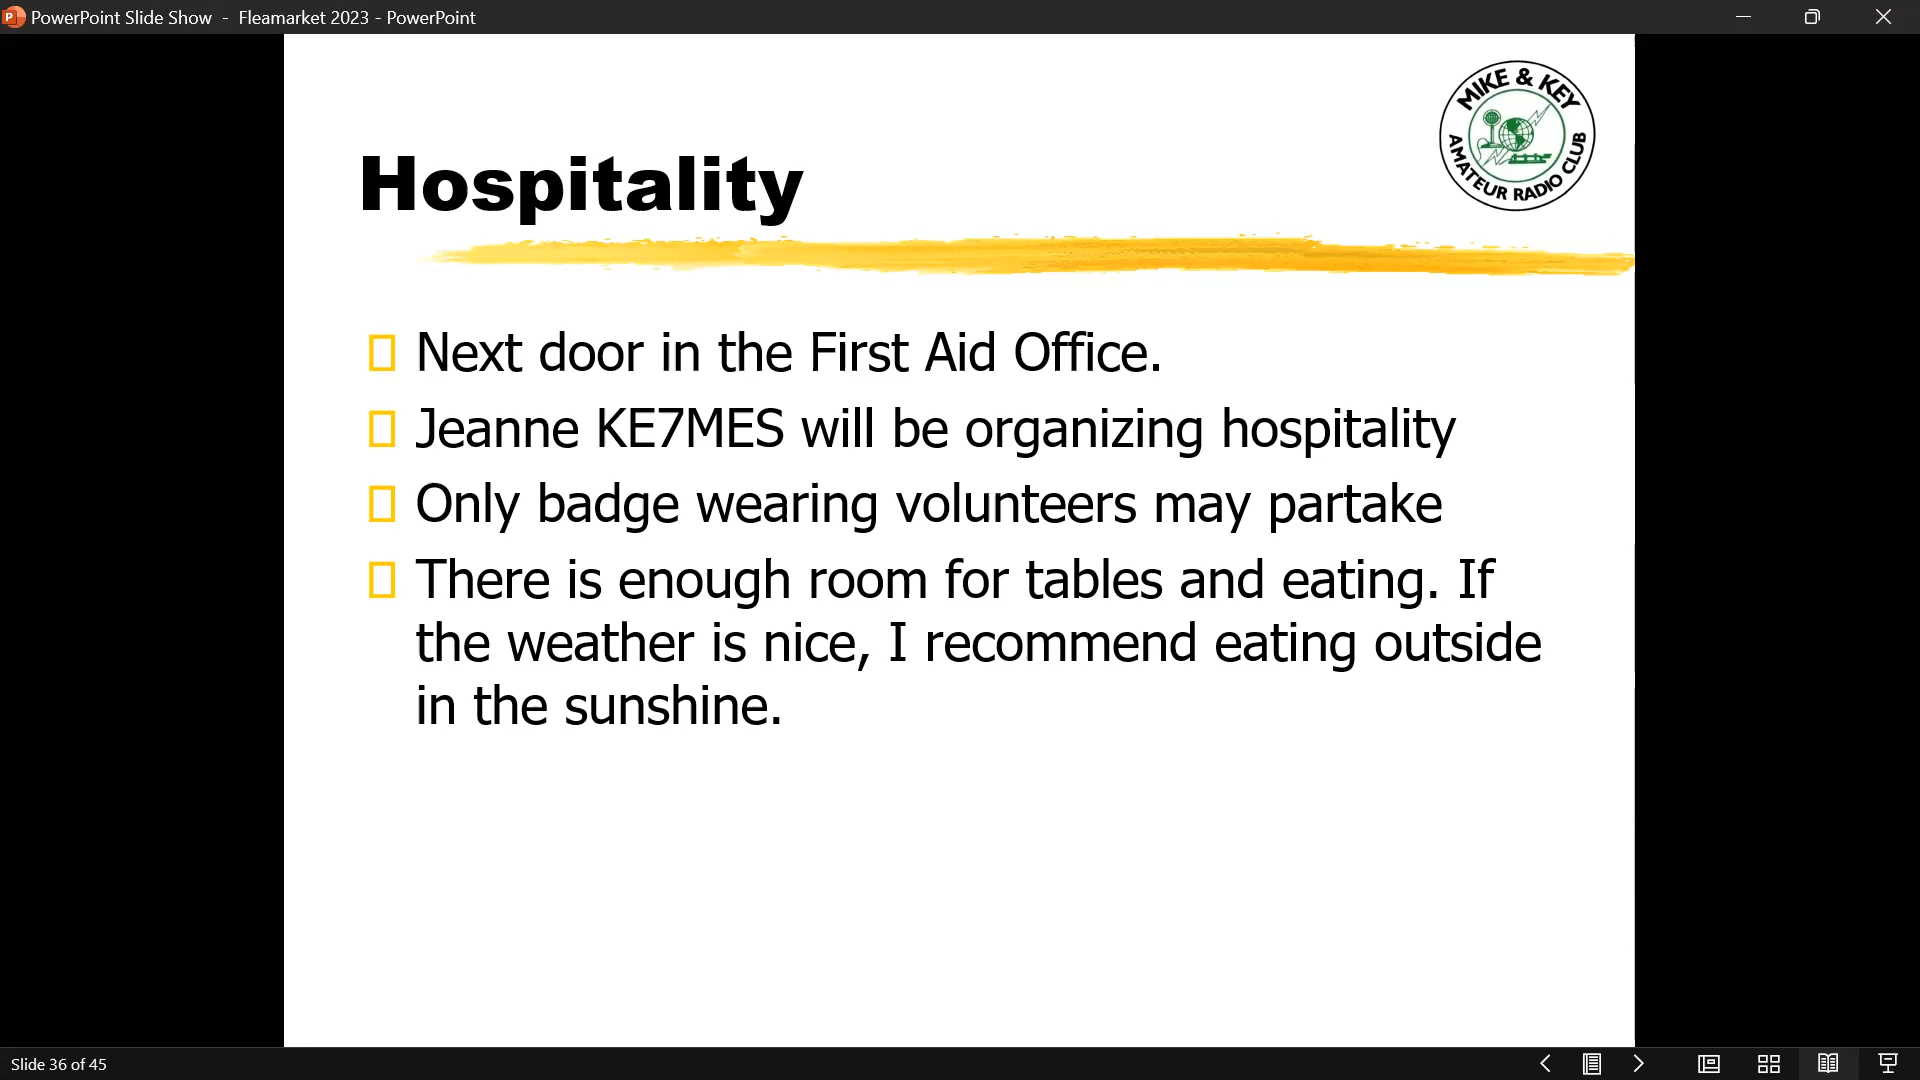 PowerPoint Slide Show - Fleamarket 2023 - PowerPoint
MIKE & KEY
AMATEUR RADIO CLUB
Hospitality
Next door in the First Aid Office.
Jeanne KE7MES will be organizing hospitality
Only badge wearing volunteers may partake
There is enough room for tables and eating. If
the weather is nice, I recommend eating outside
in the sunshine.
Slide 36 of 45